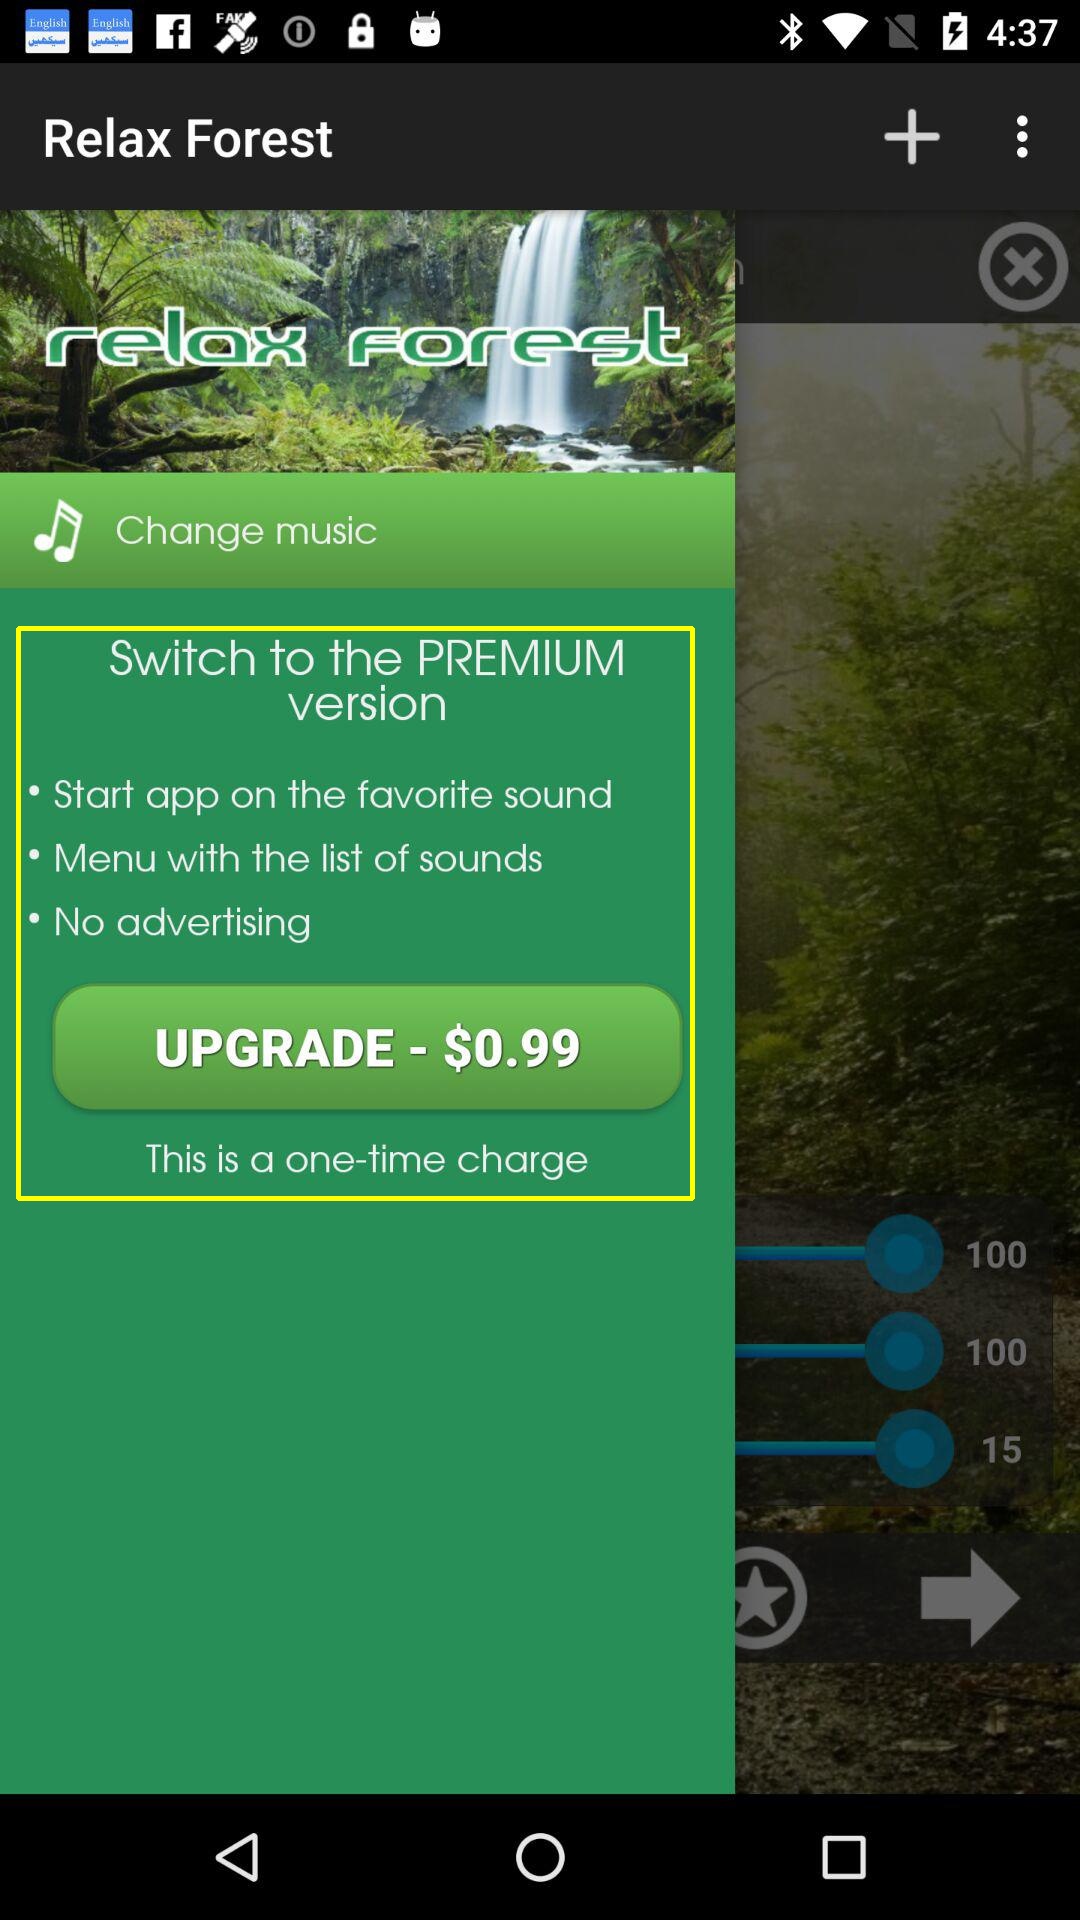 English
سیکھیں
English
سیکھیں
FAKE
4:37
Relax Forest
relax forest
Change music
Switch to the PREMIUM
version
• Start app on the favorite sound
• Menu with the list of sounds
• No advertising
UPGRADE - $0.99
This is a one-time charge
100
100
15